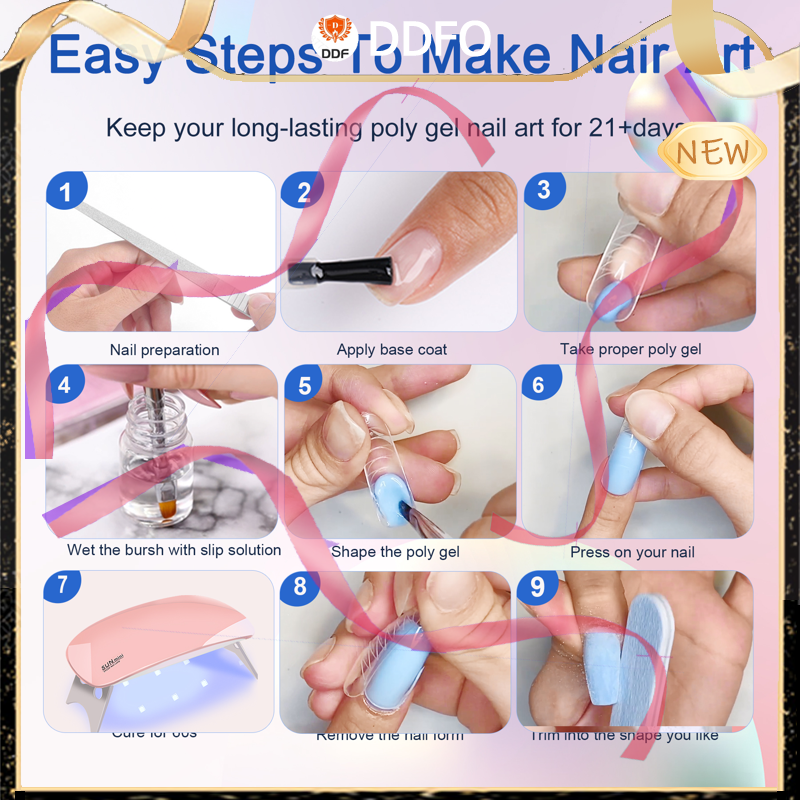 DDFO
DDF
Easy Steps To Make Nair Art
Keep your long-lasting poly gel nail art for 21+days
NEW
1
2
3
Nail preparation
Apply base coat
Take proper poly gel
4
5
6
Wet the bursh with slip solution
Shape the poly gel
Press on your nail
7
8
9
SUN mini
Cure for 60s
Remove the nail form
Trim into the shape you like